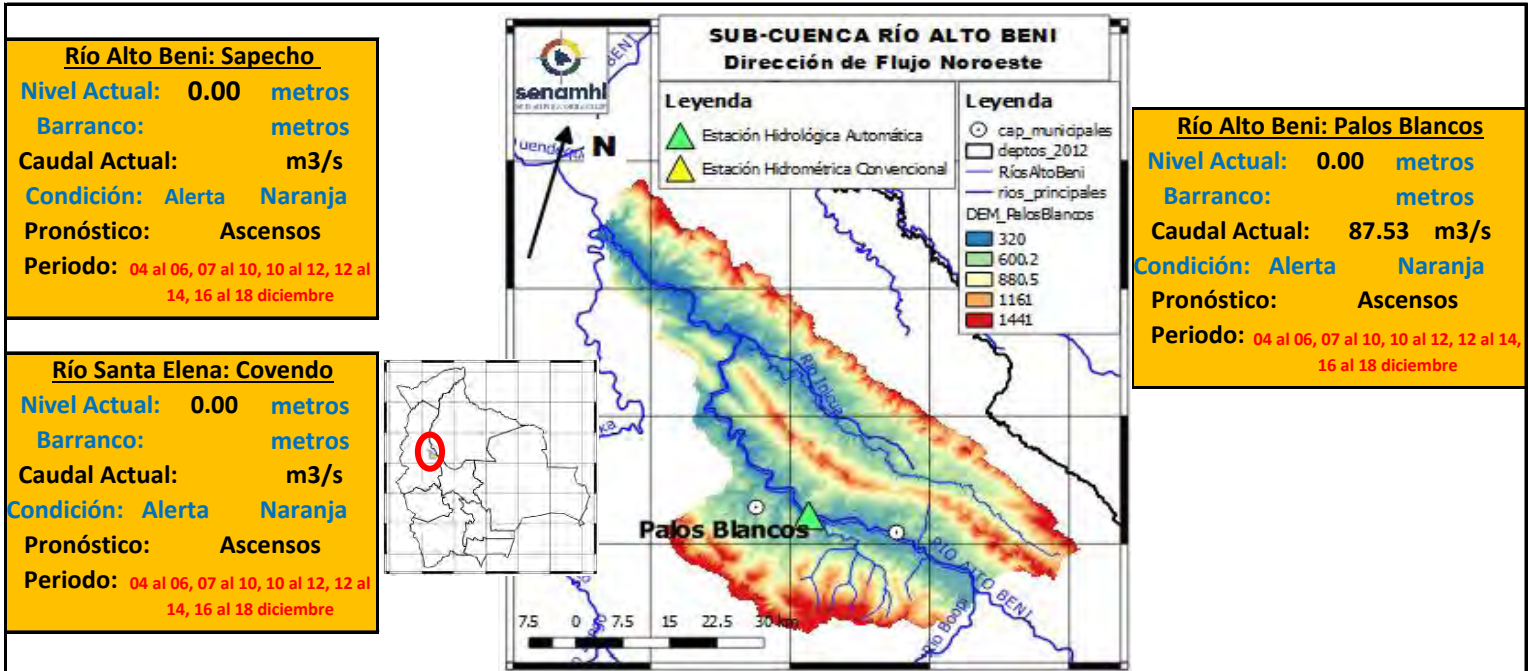 Río Alto Beni: Sapecho
Nivel Actual: 0.00 metros
Barranco: metros
Caudal Actual: m3/s
Condición: Alerta Naranja
Pronóstico: Ascensos
Periodo: 04 al 06, 07 al 10, 10 al 12, 12 al
14, 16 al 18 diciembre
Río Santa Elena: Covendo
Nivel Actual: 0.00 metros
Barranco: metros
Caudal Actual: m3/s
Condición: Alerta Naranja
Pronóstico: Ascensos
Periodo: 04 al 06, 07 al 10, 10 al 12, 12 al
14, 16 al 18 diciembre
senamhi
SUB-CUENCA RÍO ALTO BENI
Dirección de Flujo Noroeste
Leyenda
Estación Hidrológica Automática
Estación Hidrométrica Convencional
Leyenda
cap_municipales
deptos_2012
RíosAltoBeni
rios_principales
DEM_PalosBlancos
320
600.2
880.5
1161
1441
N
BENI
Río Inicua
Palos Blancos
RÍO ALTO BENI
Río Boopi
7.5 0 7.5 15 22.5 30 km
Río Alto Beni: Palos Blancos
Nivel Actual: 0.00 metros
Barranco: metros
Caudal Actual: 87.53 m3/s
Condición: Alerta Naranja
Pronóstico: Ascensos
Periodo: 04 al 06, 07 al 10, 10 al 12, 12 al 14,
16 al 18 diciembre